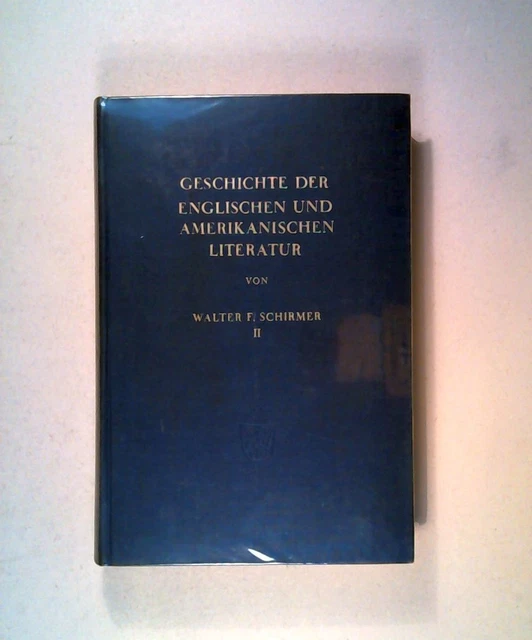 GESCHICHTE DER
ENGLISCHEN UND
AMERIKANISCHEN
LITERATUR
VON
WALTER F. SCHIRMER
II